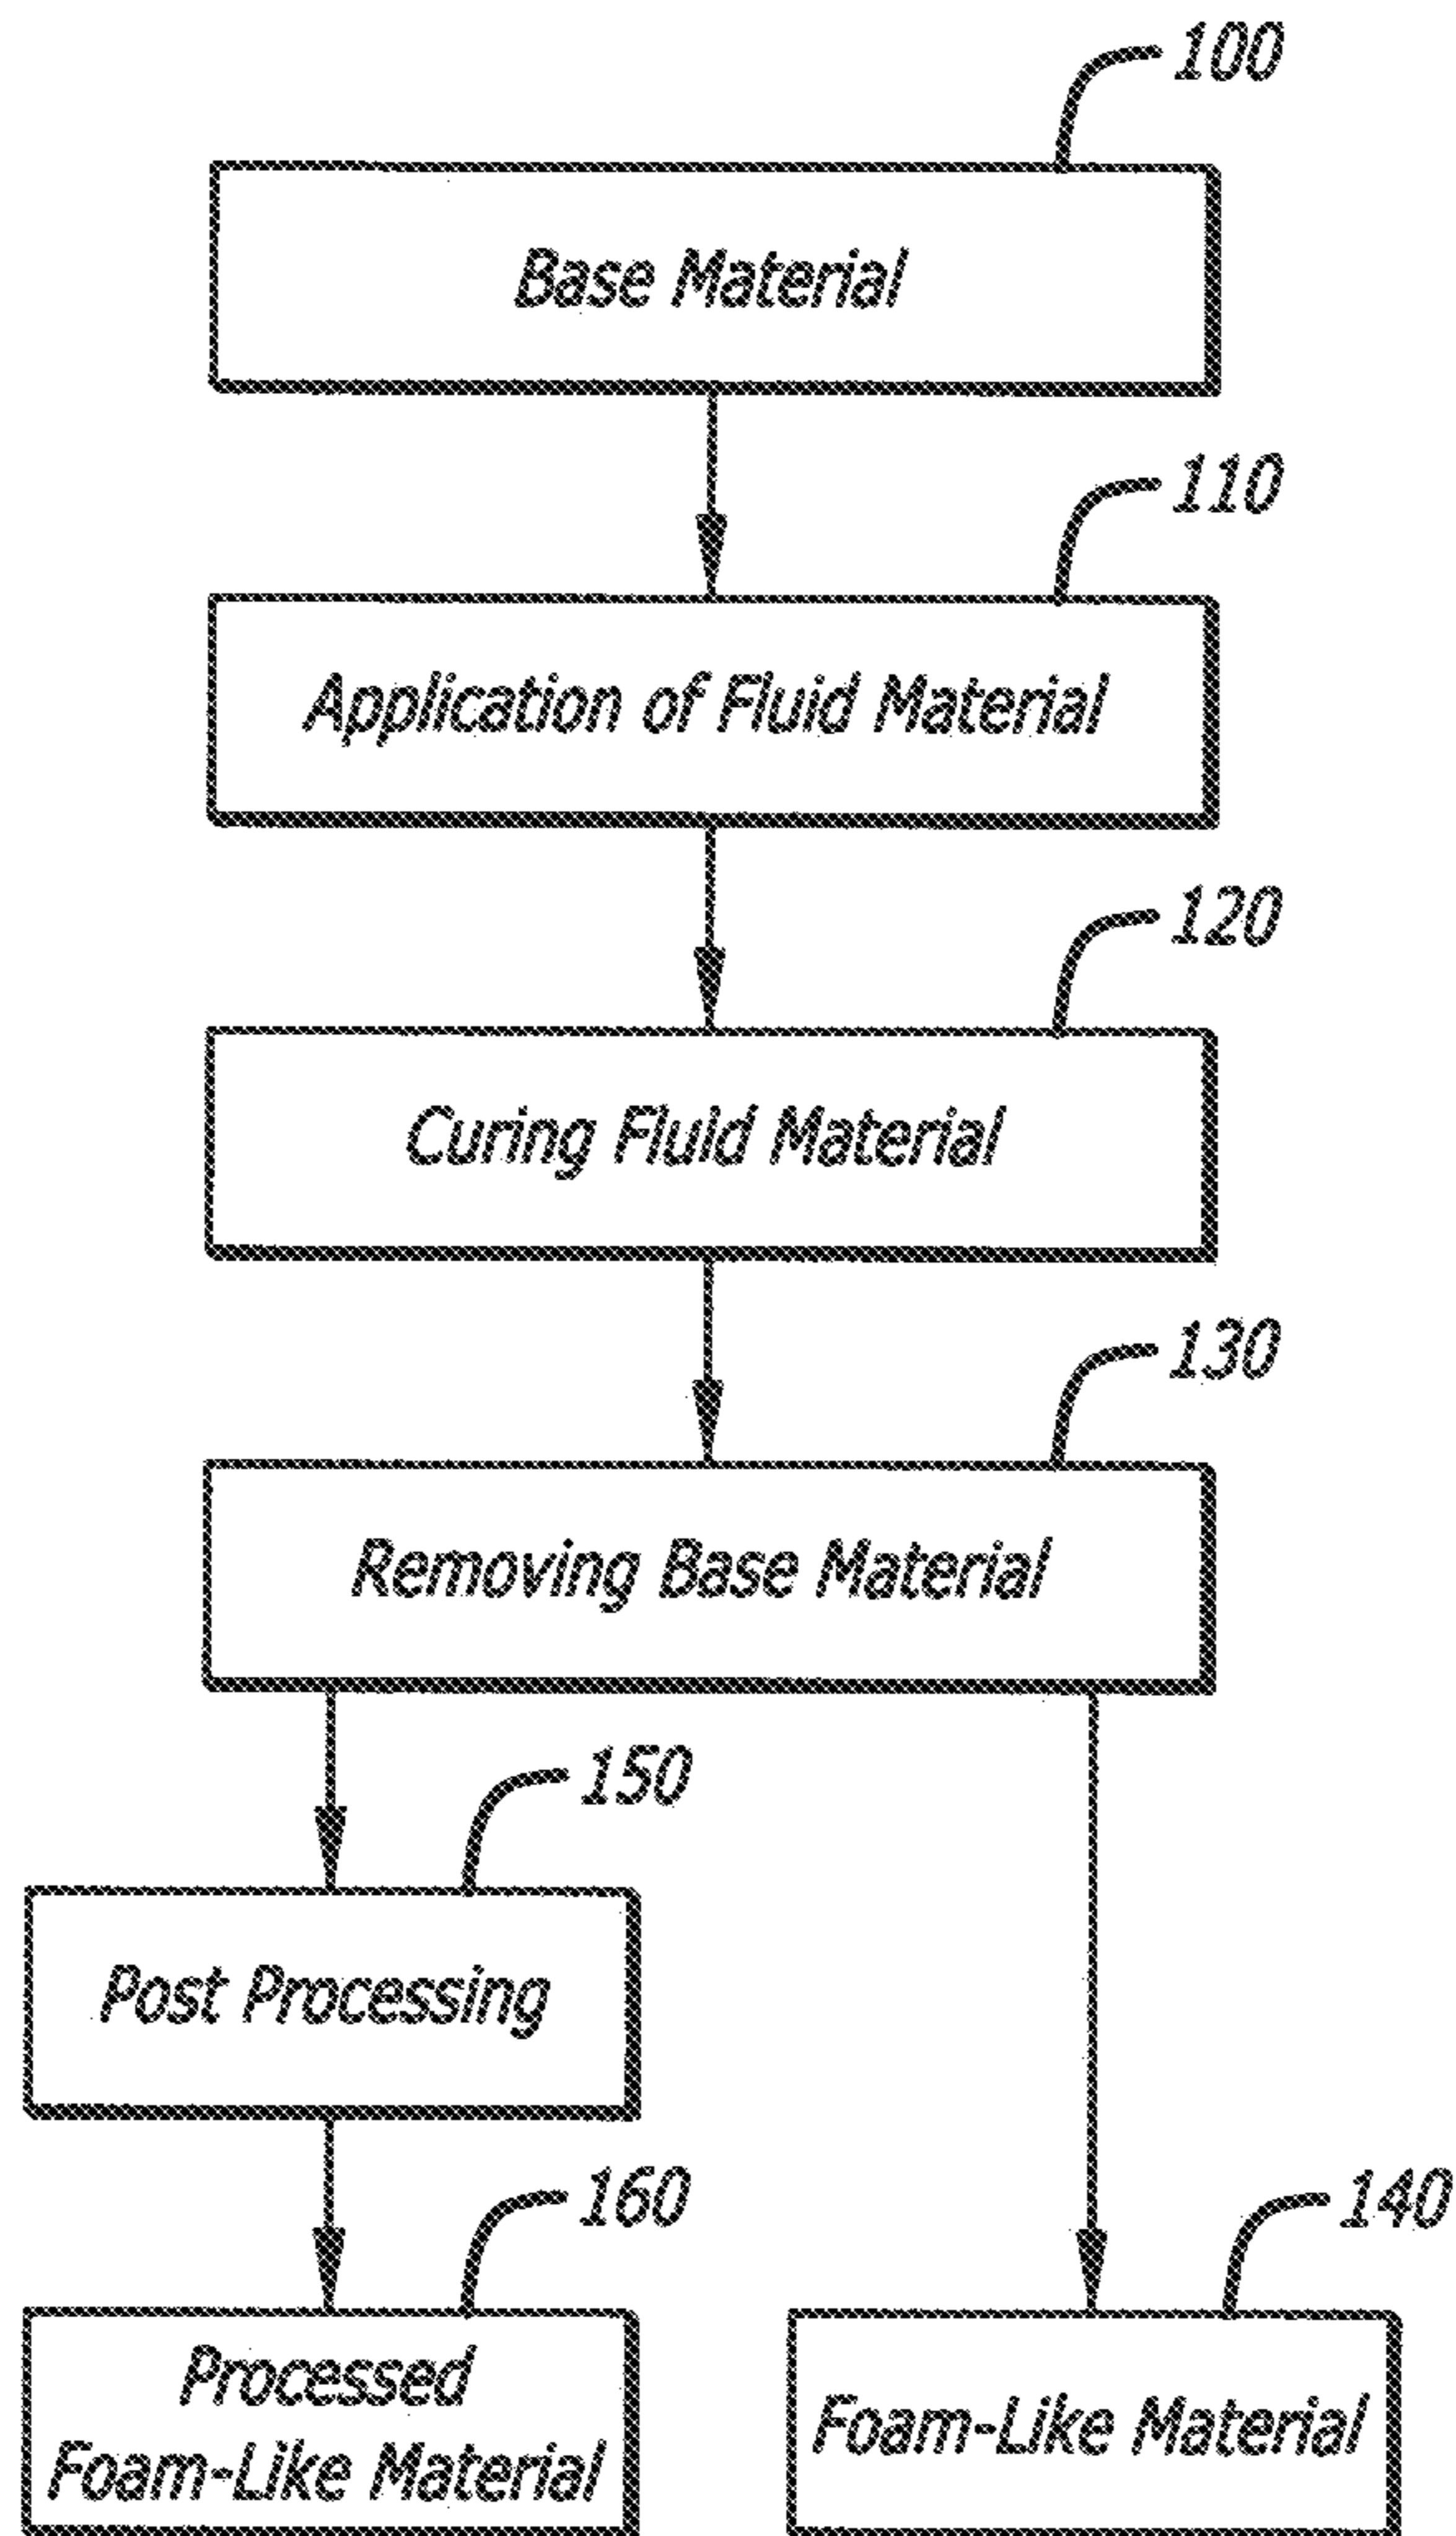 100
Base Material
110
Application of Fluid Material
120
Curing Fluid Material
130
Removing Base Material
150
Post Processing
160
Processed
Foam-Like Material
140
Foam-Like Material